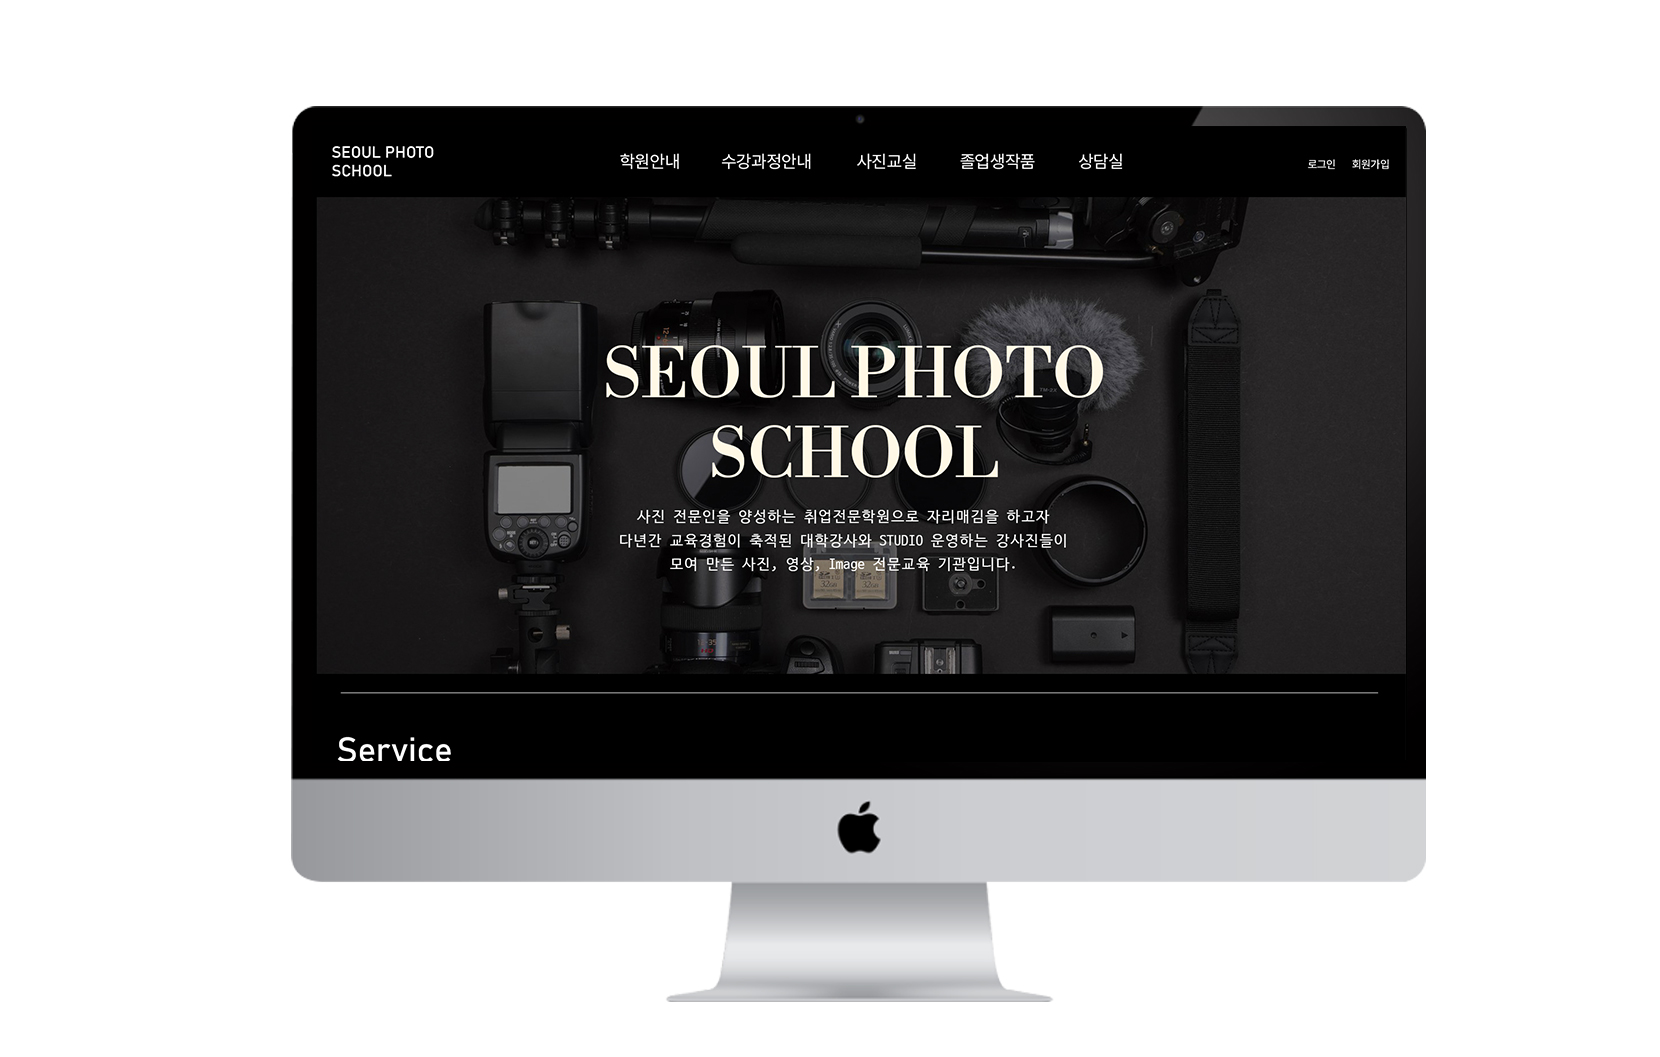 SEOUL PHOTO
SCHOOL
학원안내 수강과정안내 사진교실 졸업생작품 상담실
로그인 회원가입
SEOUL PHOTO
SCHOOL
사진 전문인을 양성하는 취업전문학원으로 자리매김을 하고자
다년간 교육경험이 축적된 대학강사와 STUDIO 운영하는 강사진들이
모여 만든 사진, 영상, Image 전문교육 기관입니다.
Service